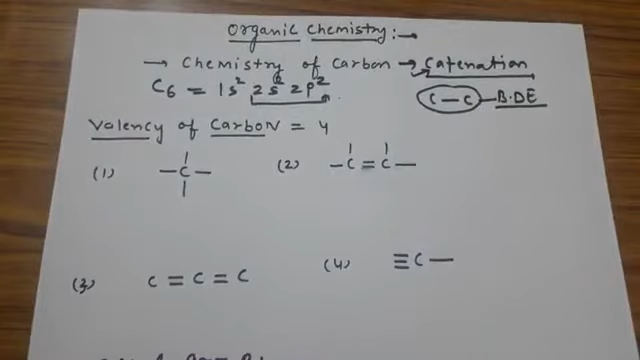 Organic Chemistry :→
→ Chemistry of Carbon → Catenation
C6 = 1s² 2s² 2p²
C—C — B.DE
Valency of Carbon = 4
(1) —C— (2) —C=C—
(3) C=C=C (4) ≡C—